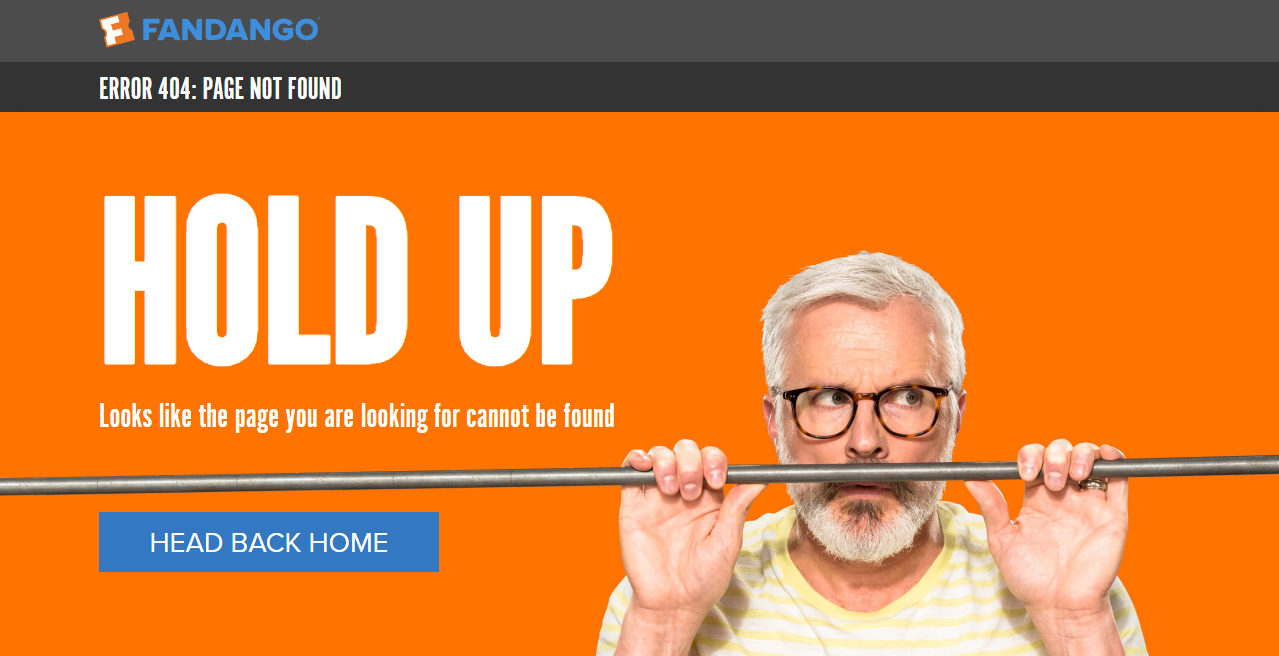 FANDANGO
ERROR 404: PAGE NOT FOUND
HOLD UP
Looks like the page you are looking for cannot be found
HEAD BACK HOME